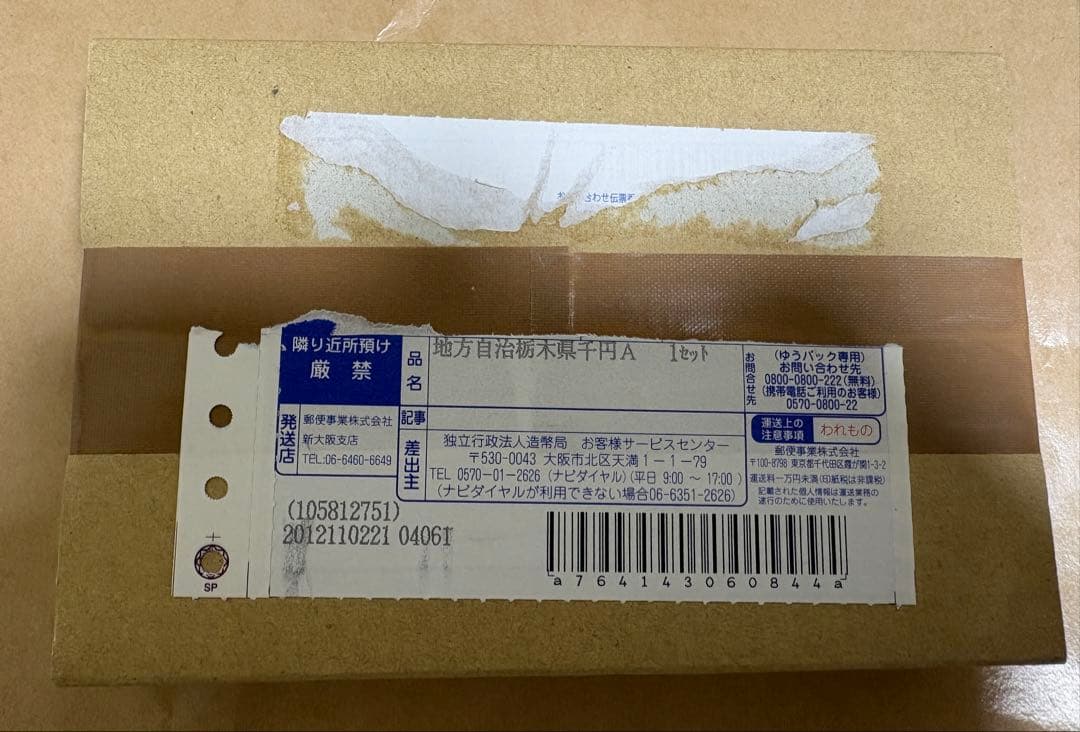 合わせ伝票
隣り近所預け
厳禁
品名
地方自治栃木県千円A 1セット
お問合せ先
(ゆうパック専用)
お問い合わせ先
0800-0800-222(無料)
(携帯電話ご利用のお客様)
0570-0800-22
発送店
郵便事業株式会社
新大阪支店
TEL:06-6460-6649
記事
差出主
独立行政法人造幣局 お客様サービスセンター
〒530-0043 大阪市北区天満1-1-79
TEL 0570-01-2626 (ナビダイヤル)(平日 9:00 ~ 17:00)
(ナビダイヤルが利用できない場合06-6351-2626)
運送上の
注意事項
われもの
郵便事業株式会社
〒100-8798 東京都千代田区霞が関1-3-2
運送料一万円未満(印紙税は非課税)
記載された個人情報は運送業務の
遂行のために使用いたします。
(105812751)
2012110221 04061
a764143060844a
SP